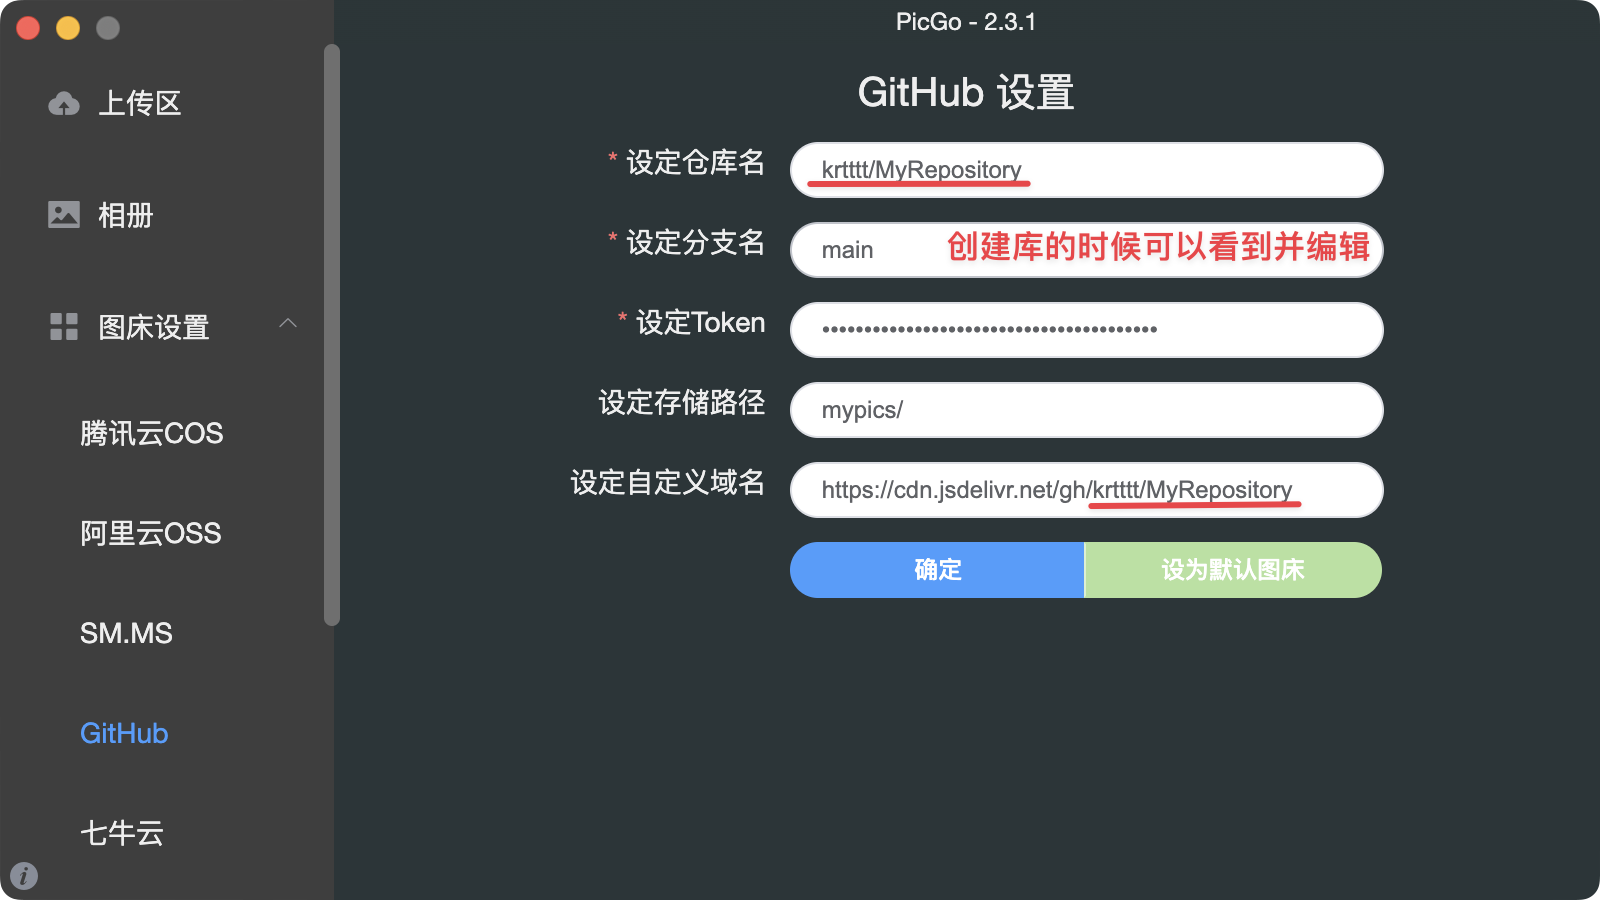 PicGo - 2.3.1
上传区
相册
图床设置
腾讯云COS
阿里云OSS
SM.MS
GitHub
七牛云
GitHub 设置
* 设定仓库名
krtttt/MyRepository
* 设定分支名
main
创建库的时候可以看到并编辑
* 设定Token
•••••••••••••••••••••••••••••••••••••••
设定存储路径
mypics/
设定自定义域名
https://cdn.jsdelivr.net/gh/krtttt/MyRepository
确定
设为默认图床